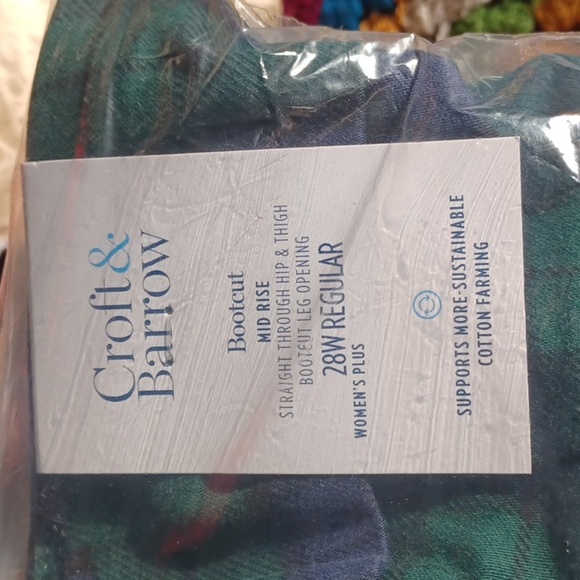 Croft&
Barrow
Bootcut
MID RISE
STRAIGHT THROUGH HIP & THIGH
BOOTCUT LEG OPENING
28W REGULAR
WOMEN'S PLUS
SUPPORTS MORE-SUSTAINABLE
COTTON FARMING